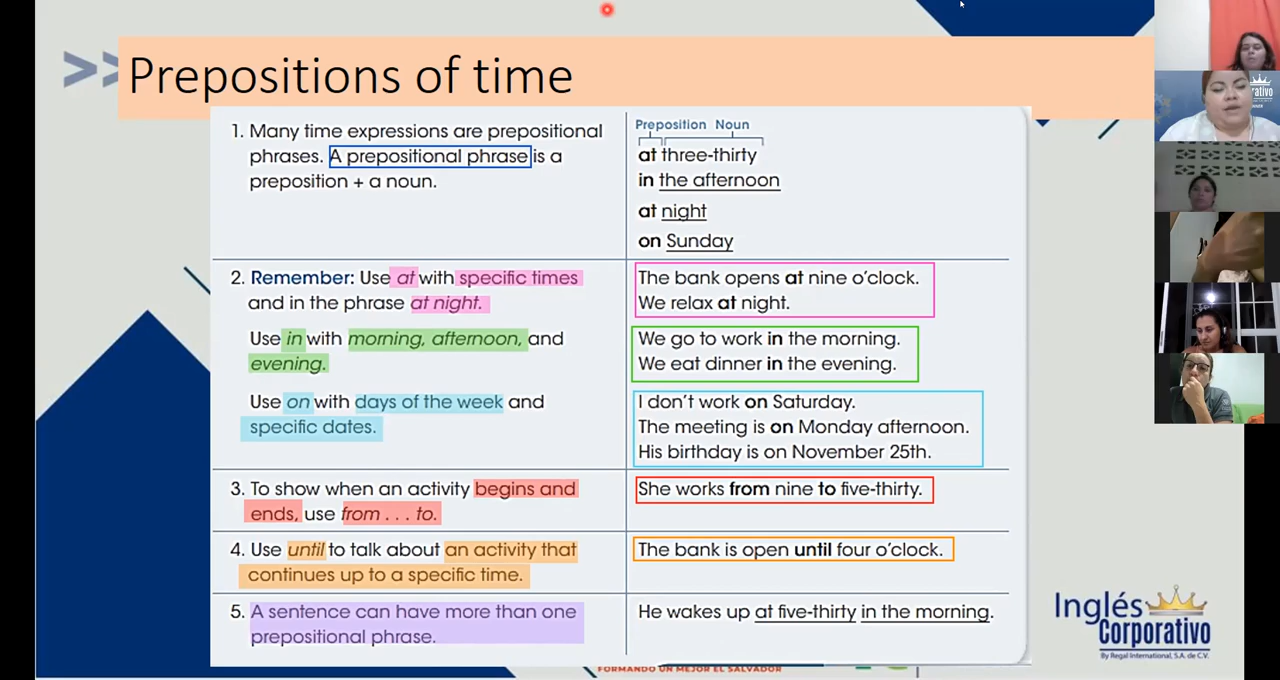 >>
Prepositions of time
1. Many time expressions are prepositional
phrases. A prepositional phrase is a
preposition + a noun.
Preposition Noun
at three-thirty
in the afternoon
at night
on Sunday
2. Remember: Use at with specific times
and in the phrase at night.
The bank opens at nine o'clock.
We relax at night.
Use in with morning, afternoon, and
evening.
We go to work in the morning.
We eat dinner in the evening.
Use on with days of the week and
specific dates.
I don't work on Saturday.
The meeting is on Monday afternoon.
His birthday is on November 25th.
3. To show when an activity begins and
ends, use from . . . to.
She works from nine to five-thirty.
4. Use until to talk about an activity that
continues up to a specific time.
The bank is open until four o'clock.
5. A sentence can have more than one
prepositional phrase.
He wakes up at five-thirty in the morning.
Inglés
Corporativo
By Regal International, S.A. de C.V.
FORMANDO UN MEJOR EL SALVADOR